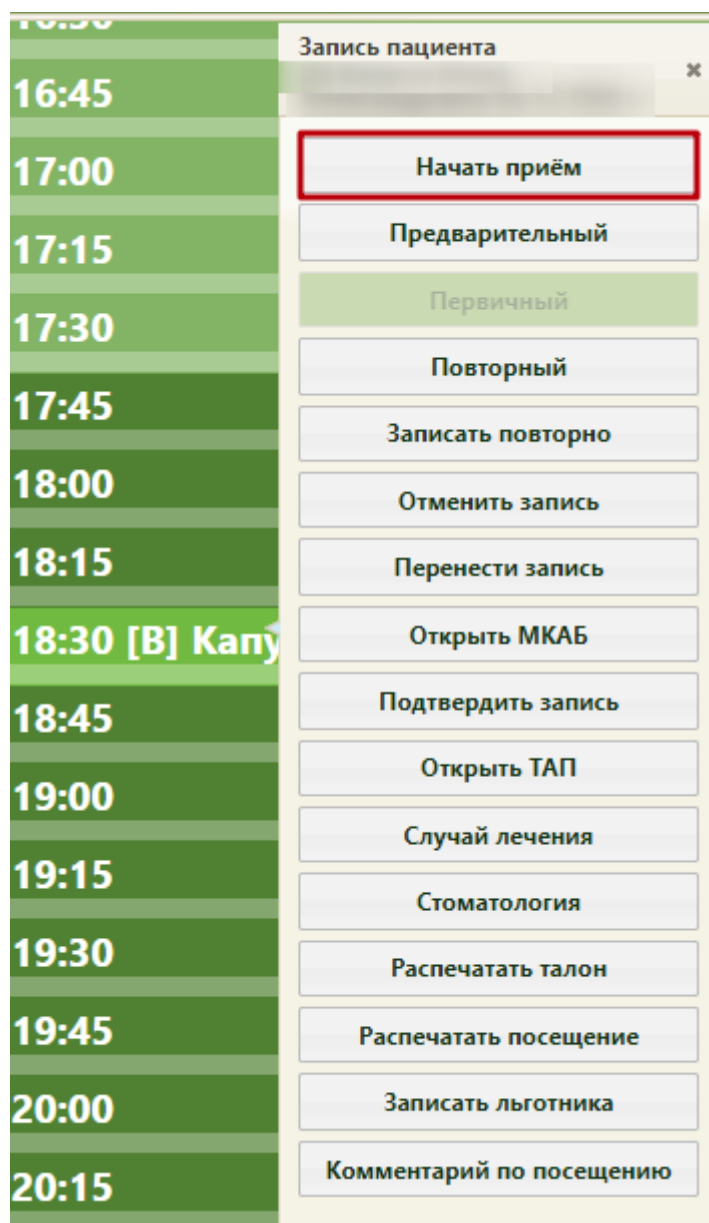 16:45
17:00
17:15
17:30
17:45
18:00
18:15
18:30 [В] Капу
18:45
19:00
19:15
19:30
19:45
20:00
20:15
Запись пациента
Начать приём
Предварительный
Первичный
Повторный
Записать повторно
Отменить запись
Перенести запись
Открыть МКАБ
Подтвердить запись
Открыть ТАП
Случай лечения
Стоматология
Распечатать талон
Распечатать посещение
Записать льготника
Комментарий по посещению